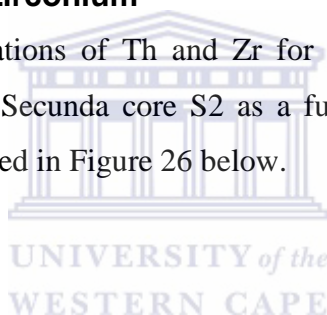 zirconium
ations of Th and Zr for
Secunda core S2 as a fu
ed in Figure 26 below.
UNIVERSITY of the
WESTERN CAPE